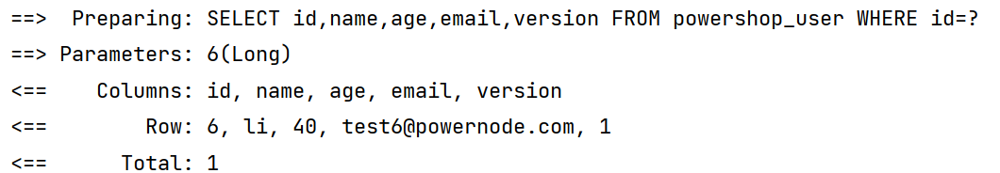 ==>  Preparing: SELECT id,name,age,email,version FROM powershop_user WHERE id=?
==> Parameters: 6(Long)
<==    Columns: id, name, age, email, version
<==        Row: 6, li, 40, test6@powernode.com, 1
<==      Total: 1